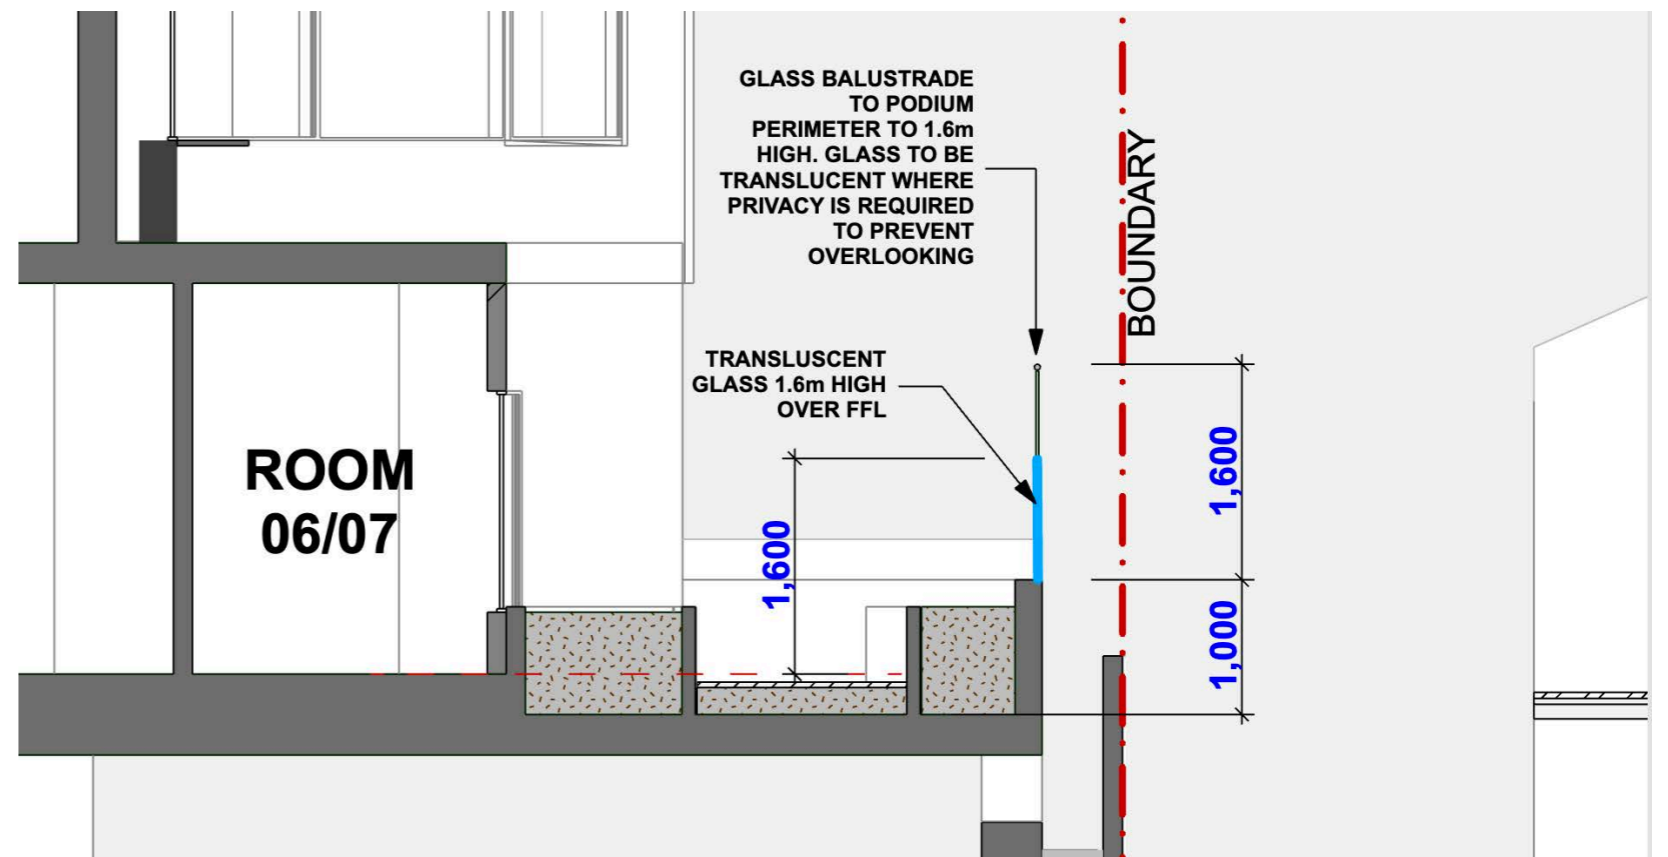 GLASS BALUSTRADE
TO PODIUM
PERIMETER TO 1.6m
HIGH. GLASS TO BE
TRANSLUCENT WHERE
PRIVACY IS REQUIRED
TO PREVENT
OVERLOOKING
BOUNDARY
TRANSLUSCENT
GLASS 1.6m HIGH
OVER FFL
ROOM
06/07
1,600
1,600
1,000